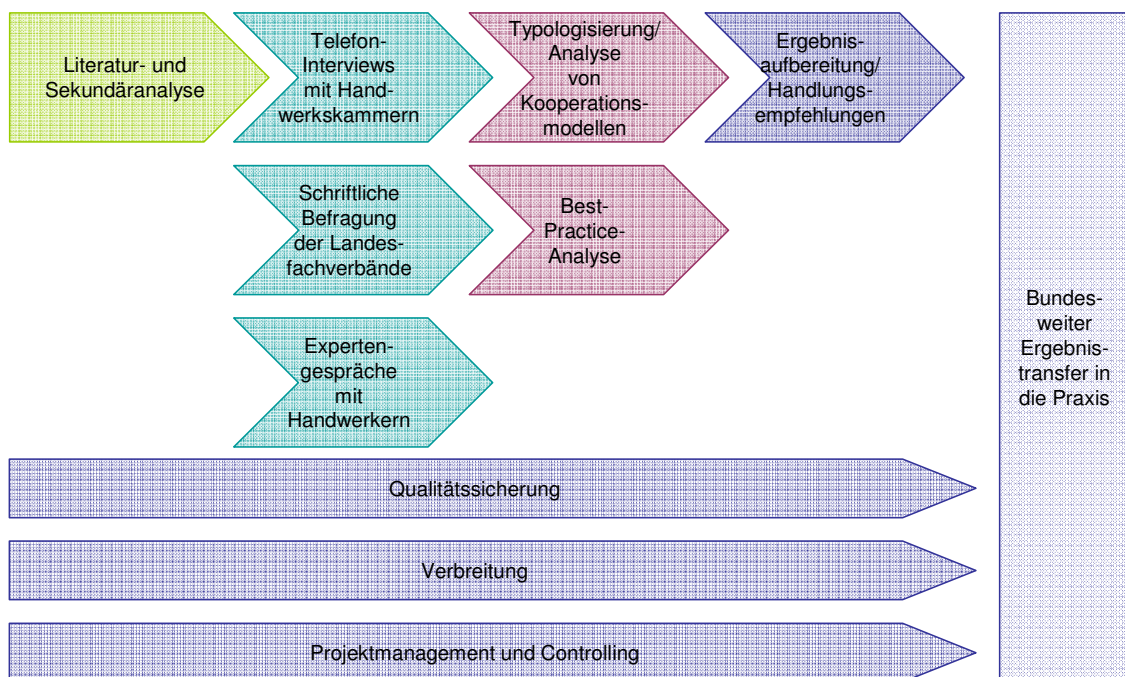 Literatur- und
Sekundäranalyse
Telefon-
Interviews
mit Hand-
werkskammern
Typologisierung/
Analyse
von
Kooperations-
modellen
Ergebnis-
aufbereitung/
Handlungs-
empfehlungen
Schriftliche
Befragung
der Landes-
fachverbände
Best-
Practice-
Analyse
Experten-
gespräche
mit
Handwerkern
Bundes-
weiter
Ergebnis-
transfer in
die Praxis
Qualitätssicherung
Verbreitung
Projektmanagement und Controlling